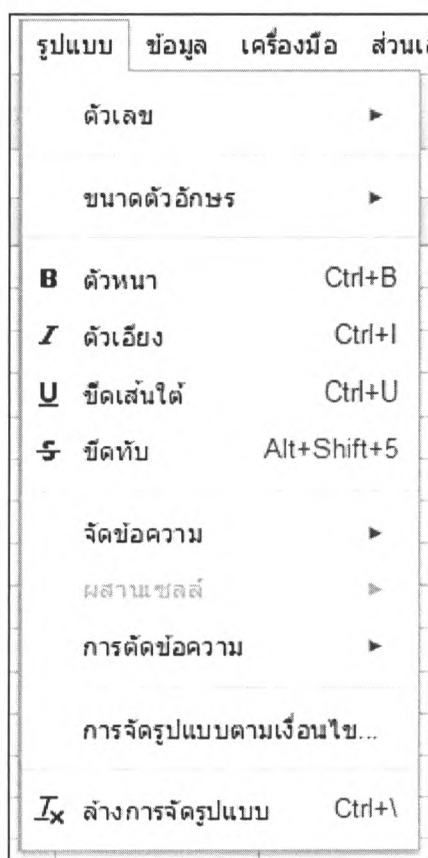 รูปแบบ ข้อมูล เครื่องมือ
ตัวเลข ►
ขนาดตัวอักษร ►
B ตัวหนา Ctrl+B
I ตัวเอียง Ctrl+I
U ขีดเส้นใต้ Ctrl+U
S ขีดทับ Alt+Shift+5
จัดข้อความ ►
ผสานเซลล์ ►
การตัดข้อความ ►
การจัดรูปแบบตามเงื่อนไข...
ล้างการจัดรูปแบบ Ctrl+\